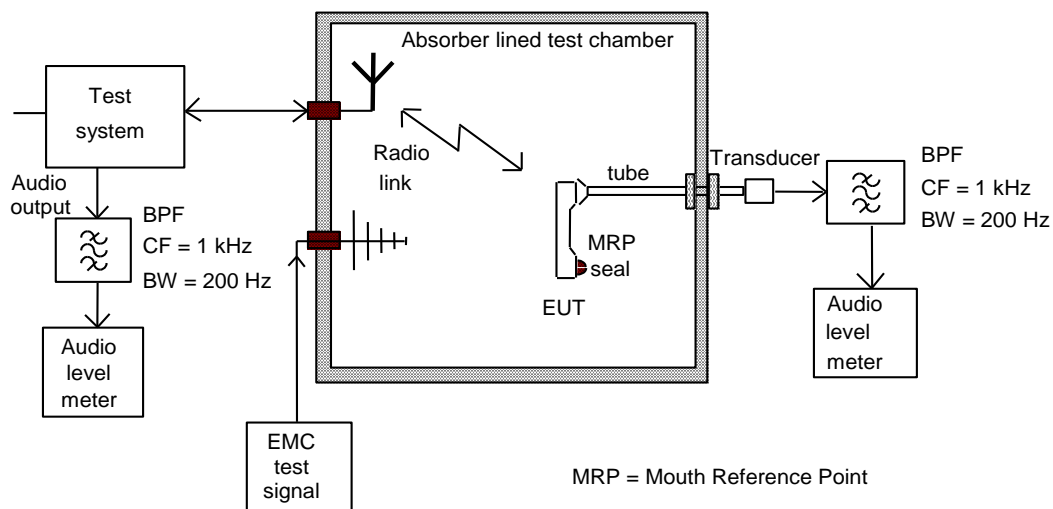 Absorber lined test chamber
Test
system
Radio
link
Audio
output
BPF
CF = 1 kHz
BW = 200 Hz
Audio
level
meter
EMC
test
signal
tube
MRP
seal
EUT
Transducer
BPF
CF = 1 kHz
BW = 200 Hz
Audio
level
meter
MRP = Mouth Reference Point